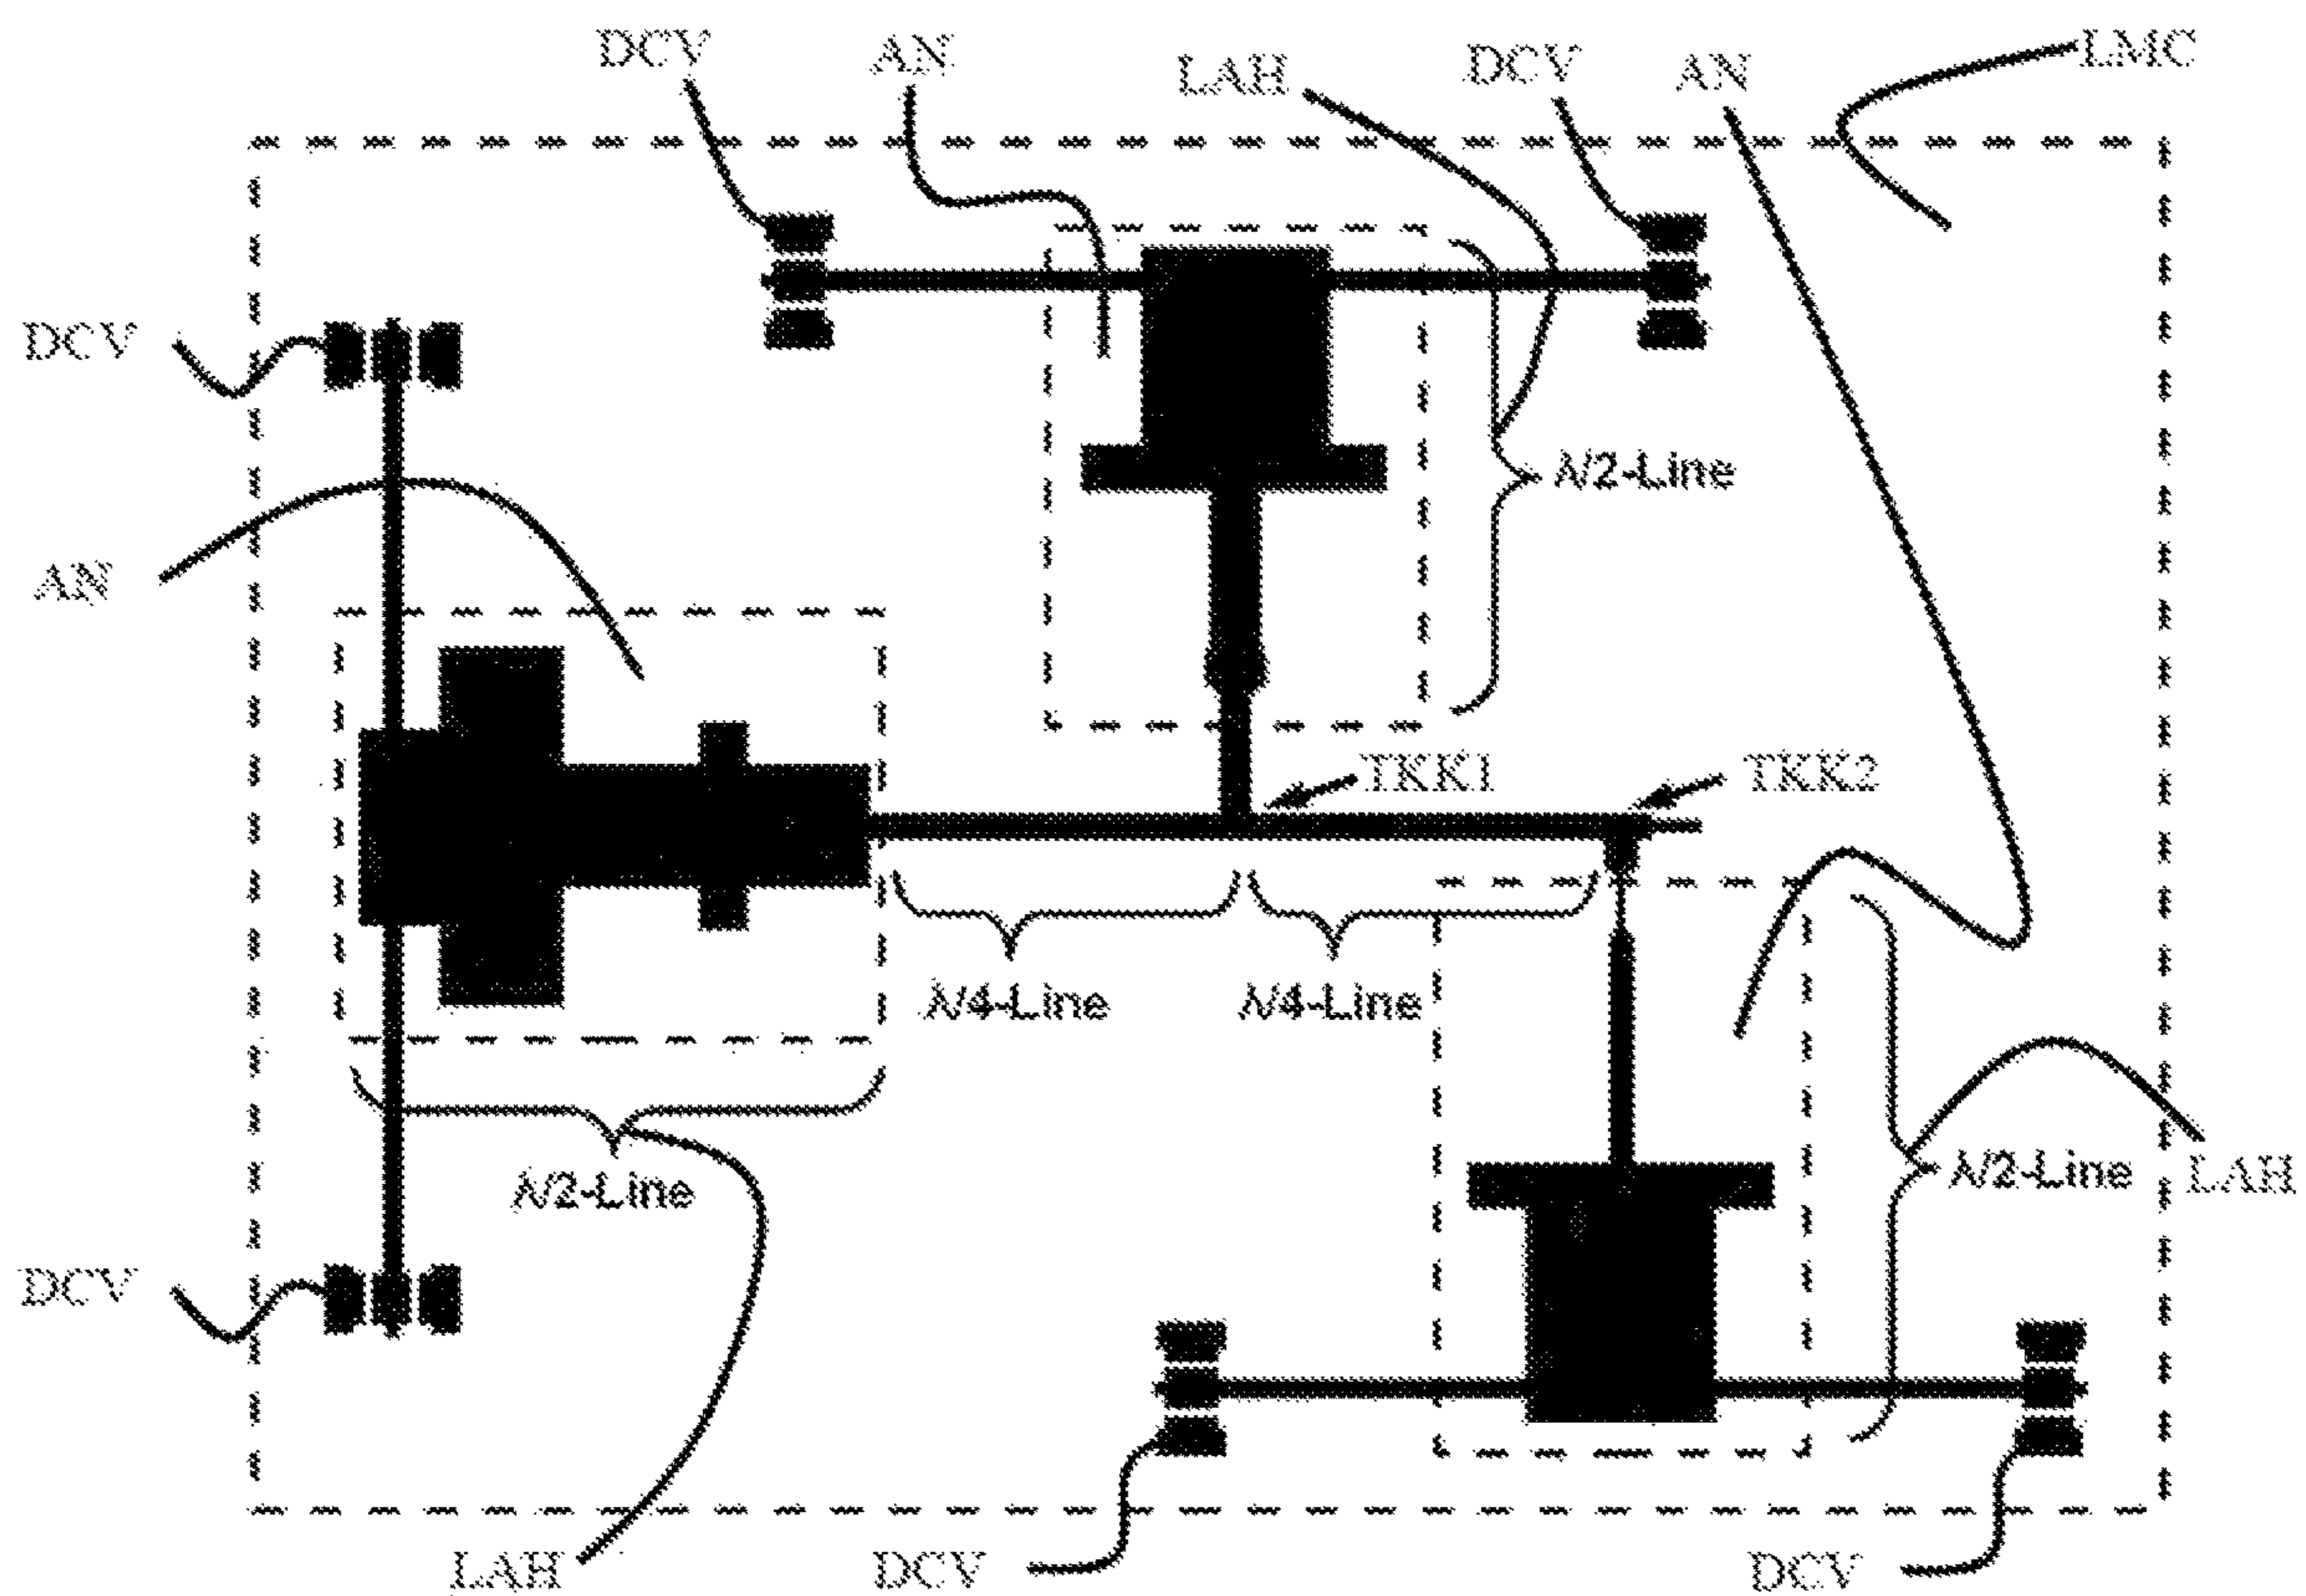 DCV AN LAH DCV AN LMC
DCV
λ/2-Line
AN
TKK1 TKK2
λ/4-Line λ/4-Line
λ/2-Line
λ/2-Line LAH
DCV
LAH DCV DCV